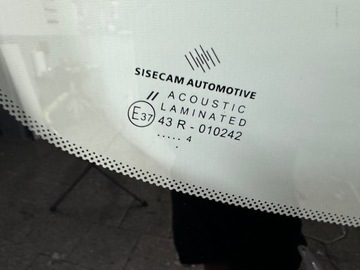 SISECAM AUTOMOTIVE
// ACOUSTIC
LAMINATED
E37 43 R - 010242
..... 4
.